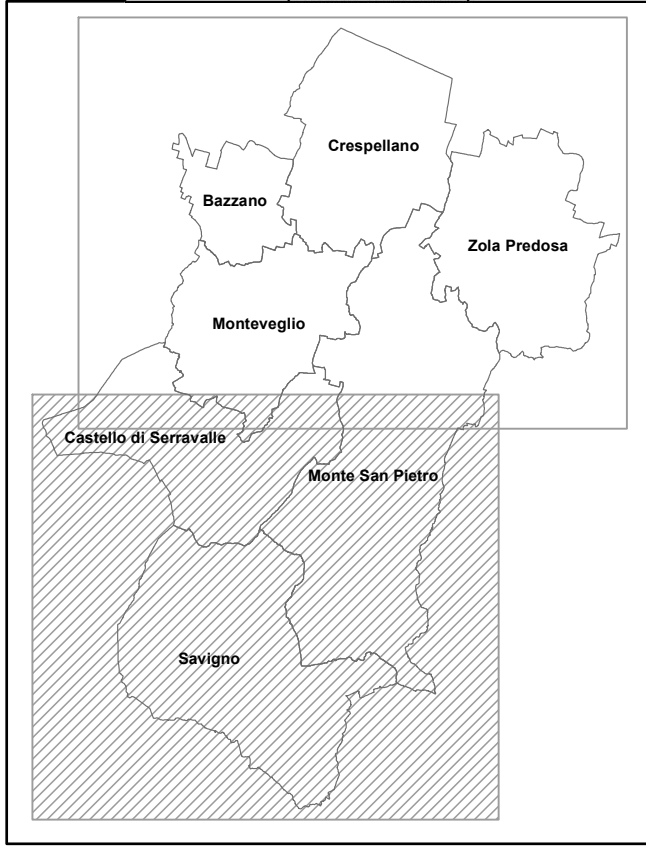 Crespellano
Bazzano
Zola Predosa
Monteveglio
Castello di Serravalle
Monte San Pietro
Savigno